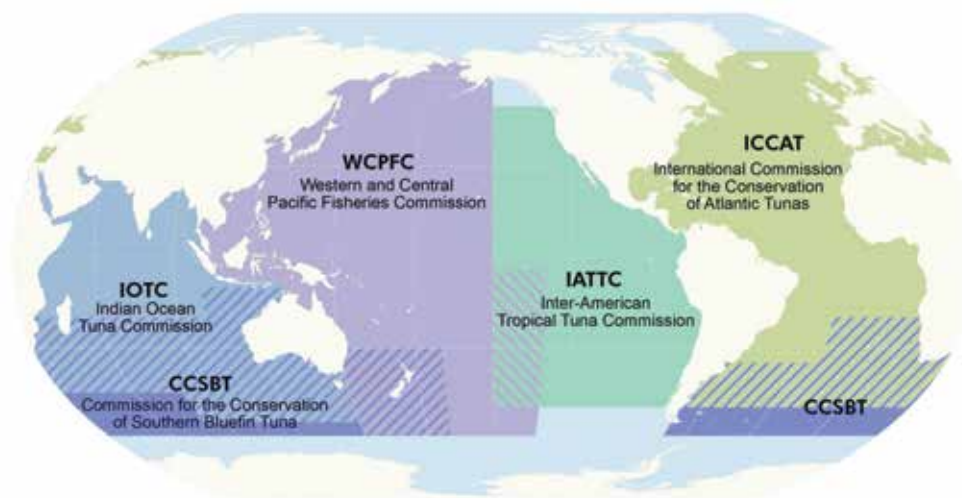 WCPFC
Western and Central
Pacific Fisheries Commission
ICCAT
International Commission
for the Conservation
of Atlantic Tunas
IOTC
Indian Ocean
Tuna Commission
IATTC
Inter-American
Tropical Tuna Commission
CCSBT
Commission for the Conservation
of Southern Bluefin Tuna
CCSBT